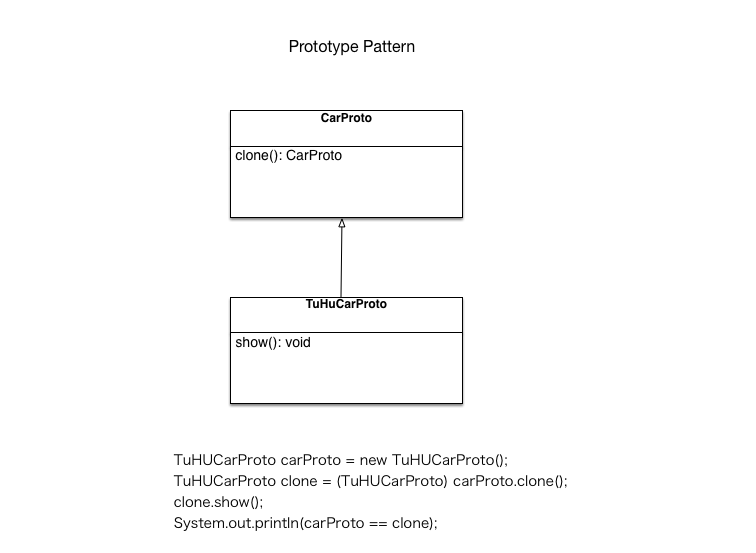 Prototype Pattern
CarProto
clone(): CarProto
TuHuCarProto
show(): void
TuHUCarProto carProto = new TuHUCarProto();
TuHUCarProto clone = (TuHUCarProto) carProto.clone();
clone.show();
System.out.println(carProto == clone);